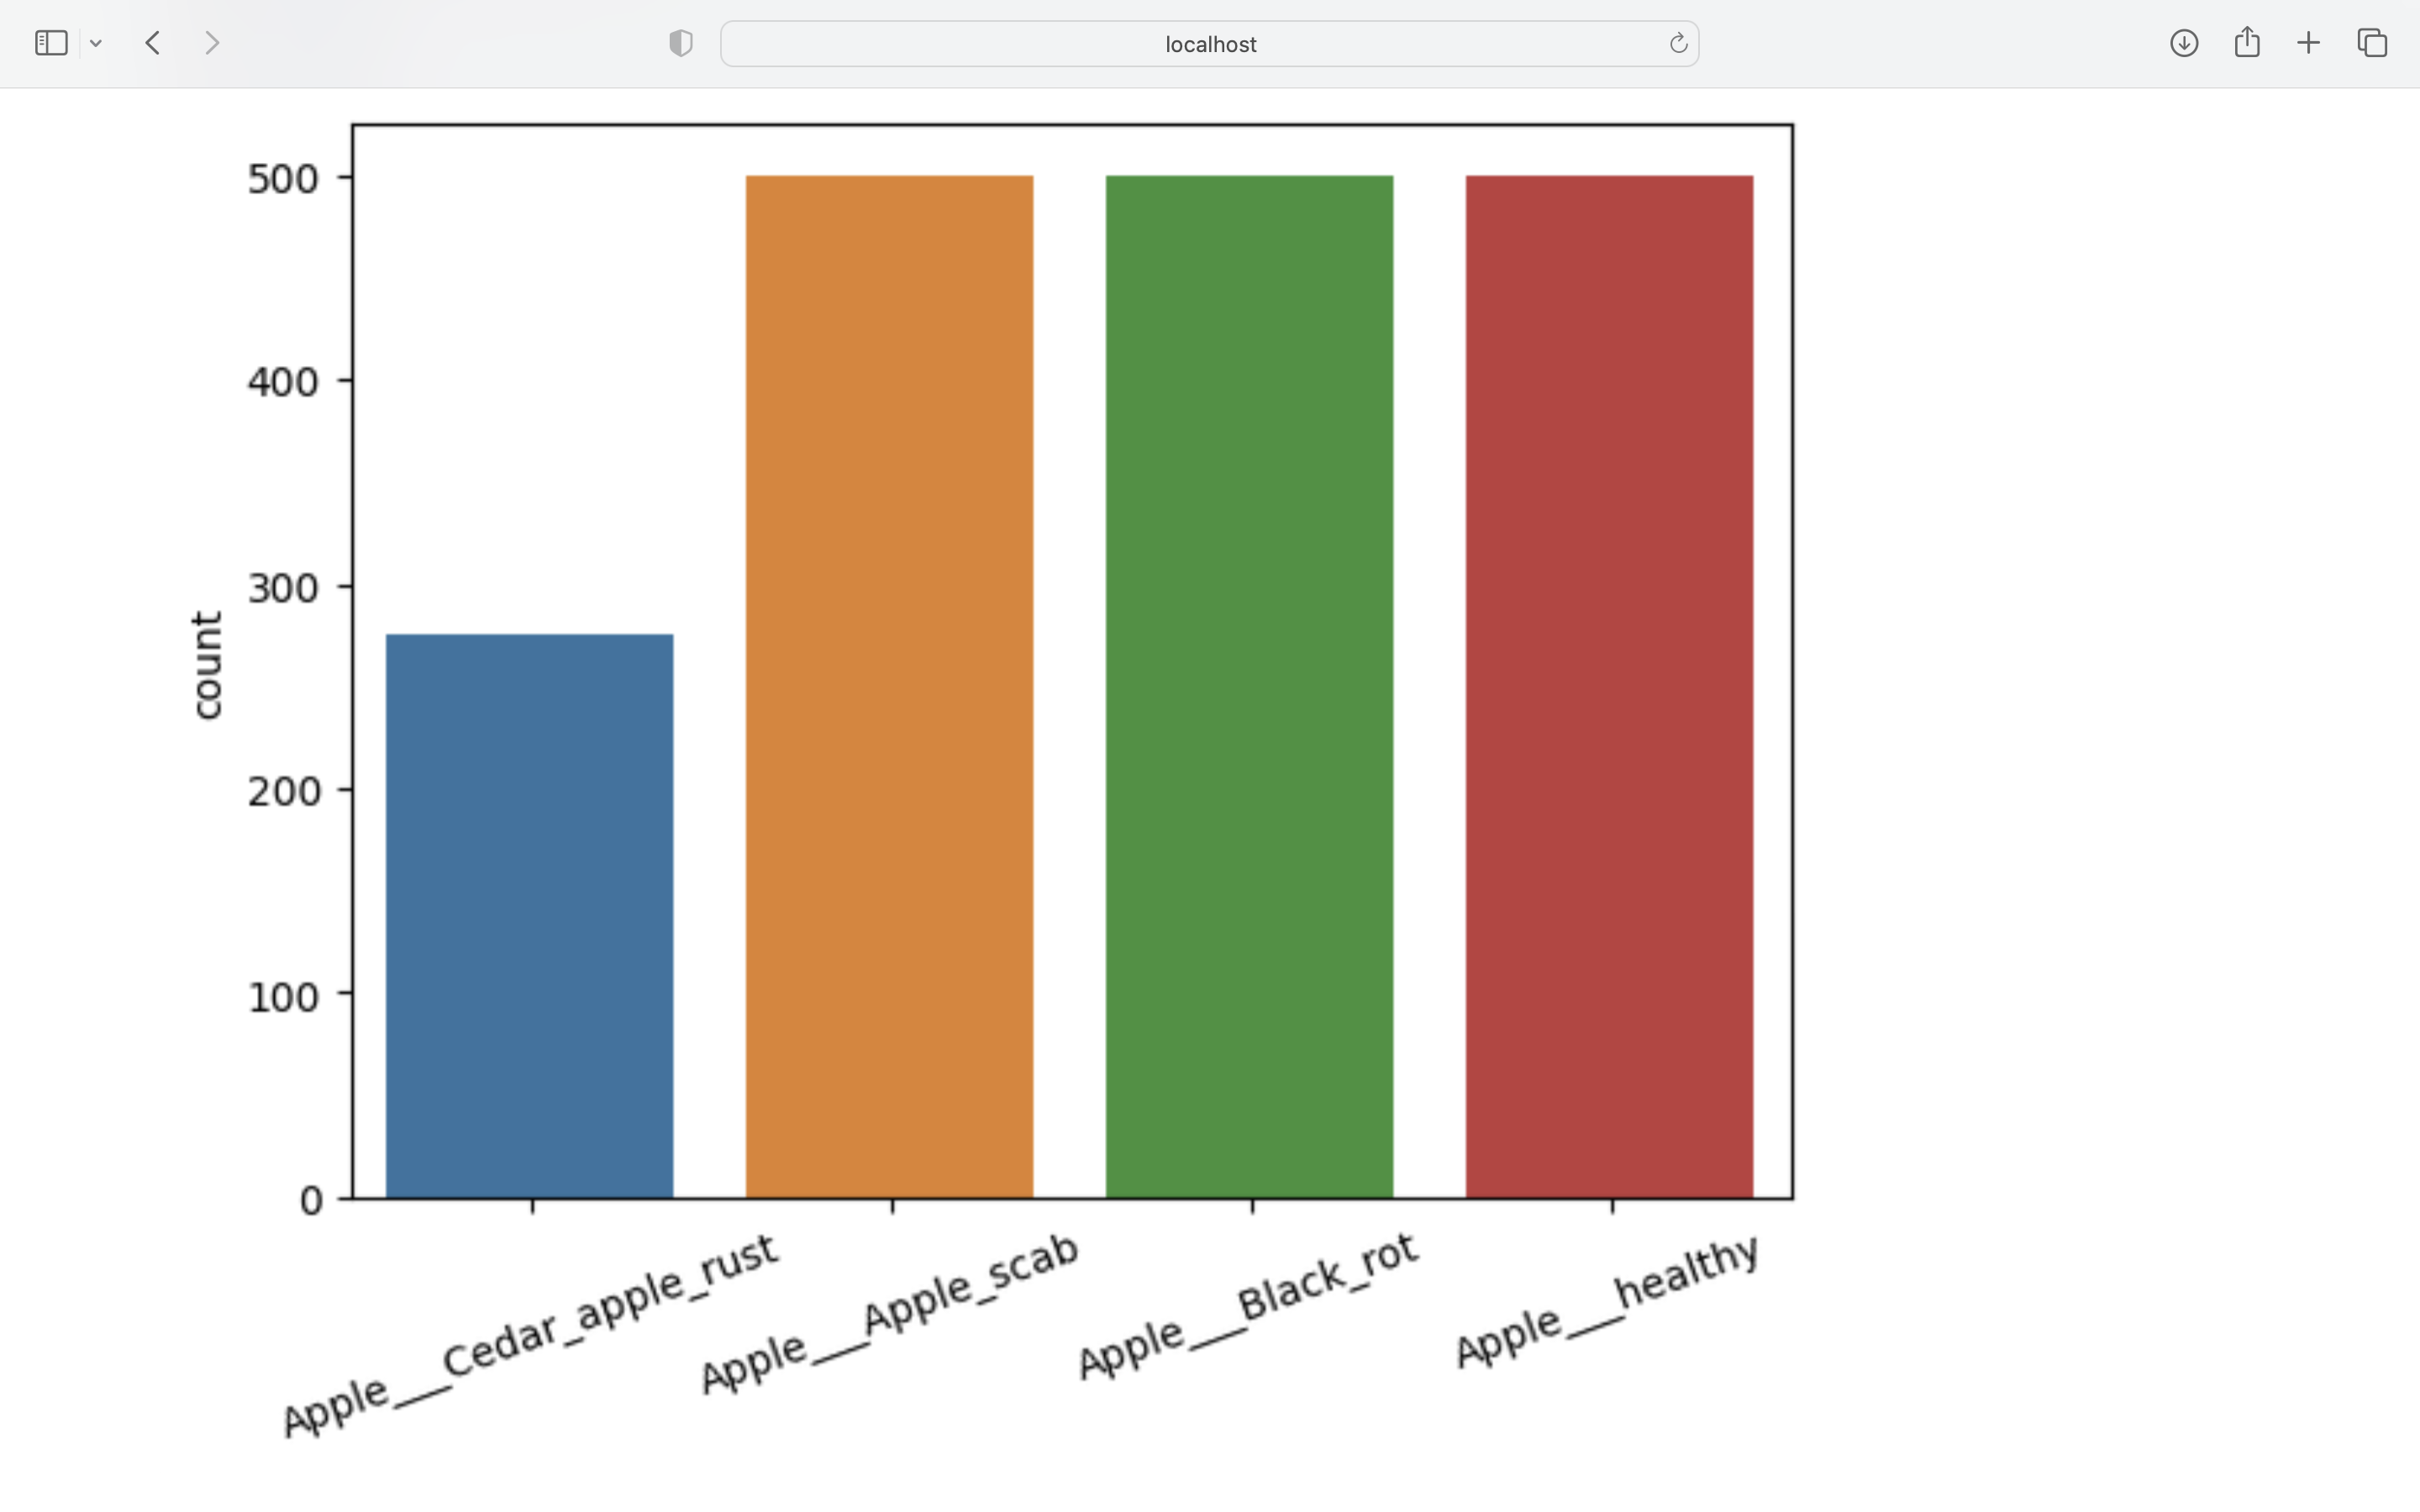 localhost
500
400
300
200
100
0
count
Apple___Cedar_apple_rust
Apple___Apple_scab
Apple___Black_rot
Apple___healthy